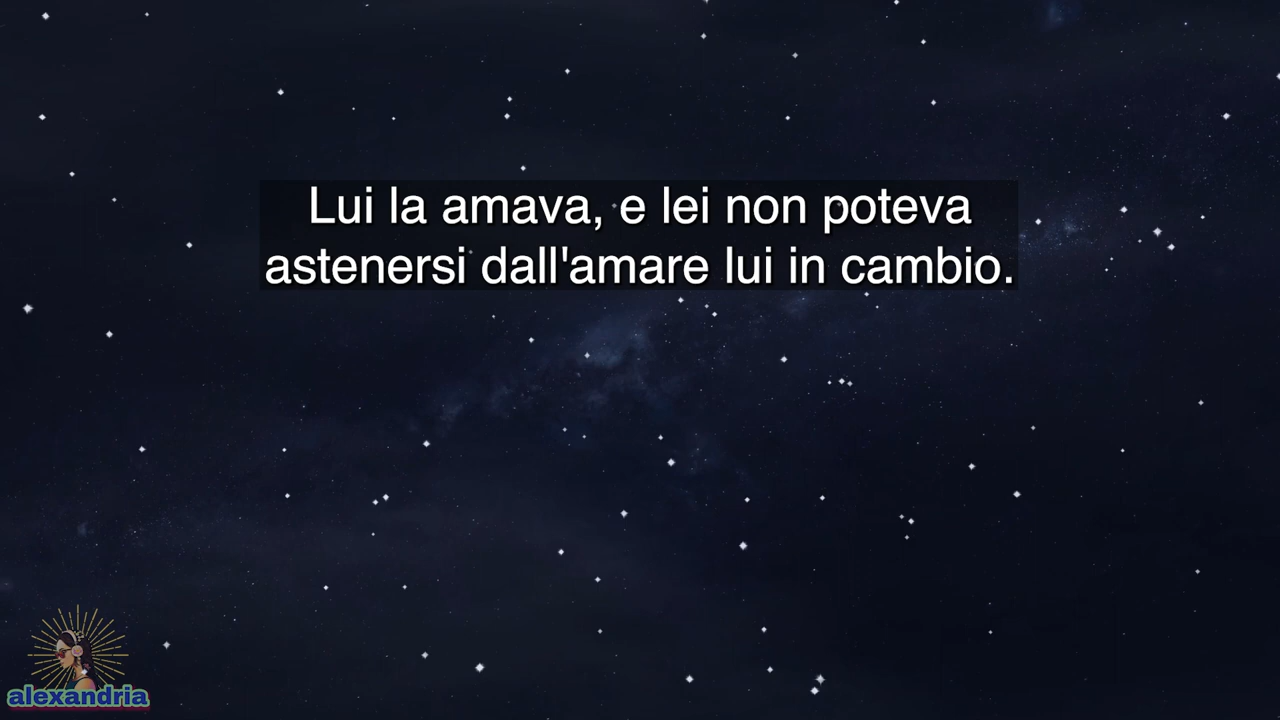 Lui la amava, e lei non poteva
astenersi dall'amare lui in cambio.
alexandria